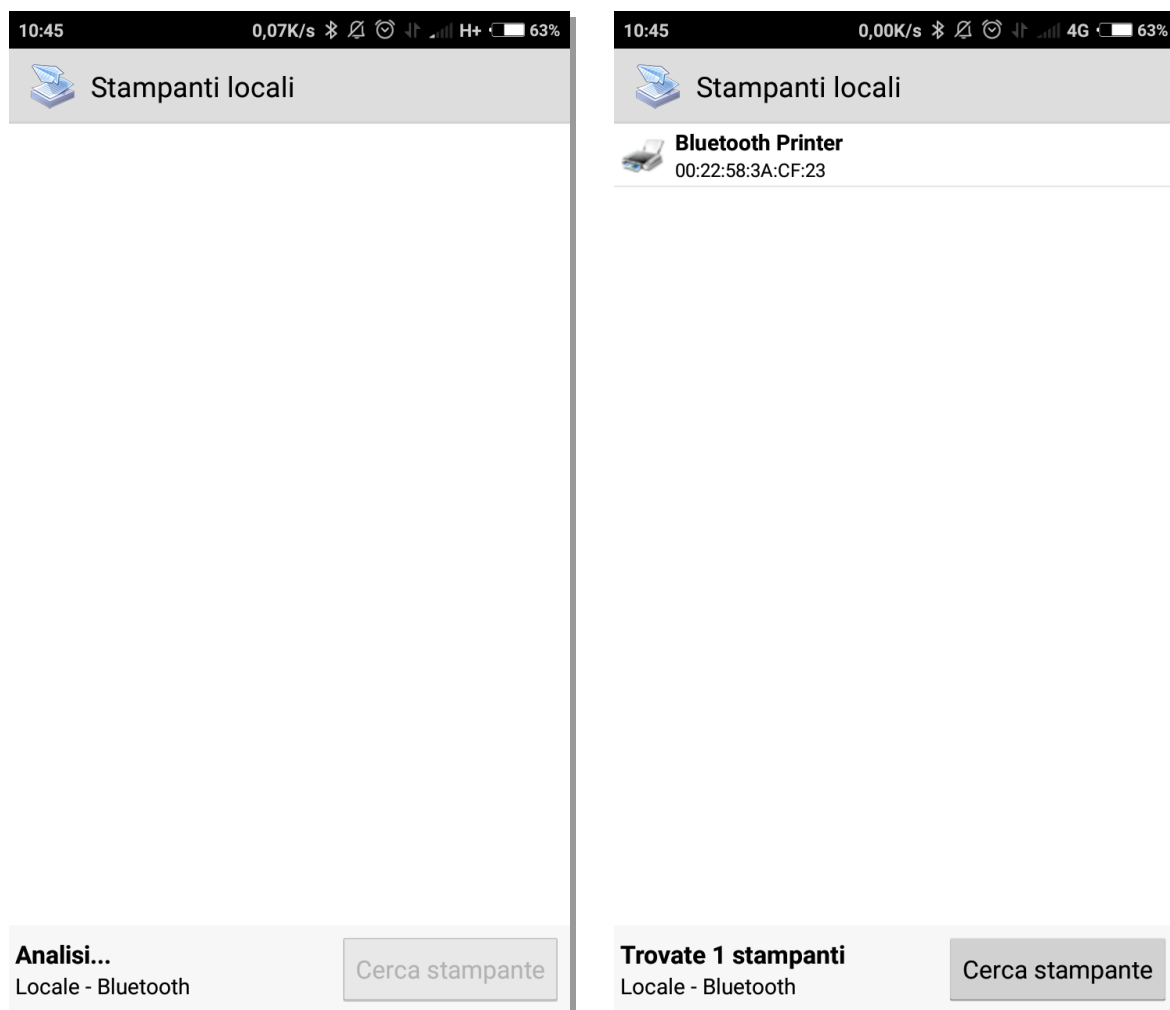 10:45 0,07K/s H+ 63%
Stampanti locali
Analisi...
Locale - Bluetooth
Cerca stampante
10:45 0,00K/s 4G 63%
Stampanti locali
Bluetooth Printer
00:22:58:3A:CF:23
Trovate 1 stampanti
Locale - Bluetooth
Cerca stampante